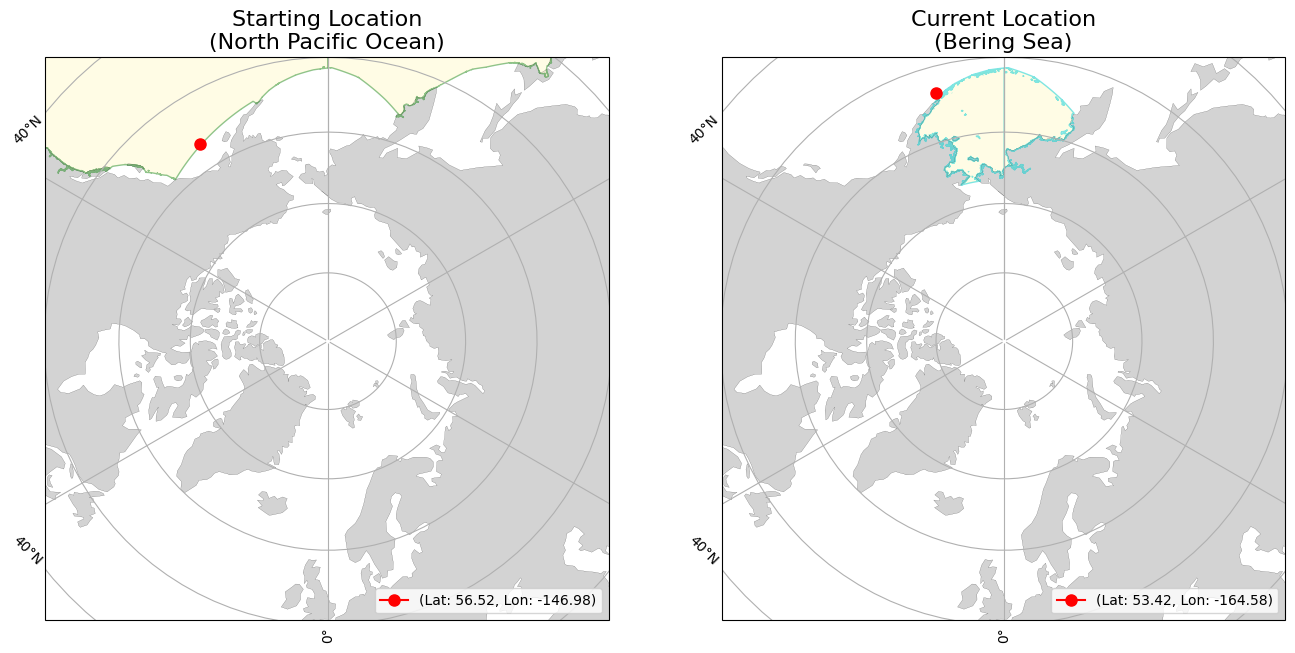 Starting Location
(North Pacific Ocean)
40°N
40°N
0°
(Lat: 56.52, Lon: -146.98)
Current Location
(Bering Sea)
40°N
40°N
0°
(Lat: 53.42, Lon: -164.58)